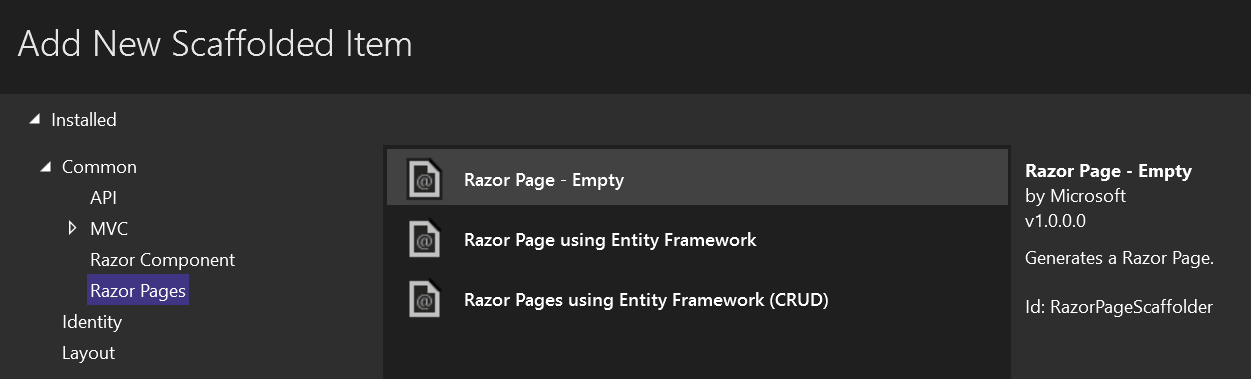 Add New Scaffolded Item
Installed
Common
API
MVC
Razor Component
Razor Pages
Identity
Layout
Razor Page - Empty
Razor Page using Entity Framework
Razor Pages using Entity Framework (CRUD)
Razor Page - Empty
by Microsoft
v1.0.0.0
Generates a Razor Page.
Id: RazorPageScaffolder